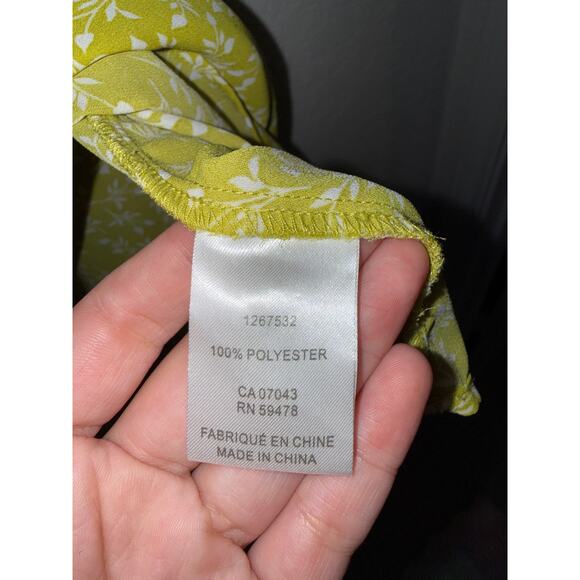 1267532
100% POLYESTER
CA 07043
RN 59478
FABRIQUÉ EN CHINE
MADE IN CHINA